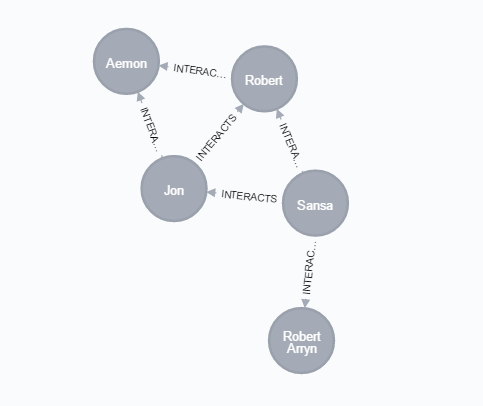 Aemon
INTERAC...
Robert
INTERA...
INTERACTS
INTERA...
Jon
INTERACTS
Sansa
INTERAC...
Robert
Arryn